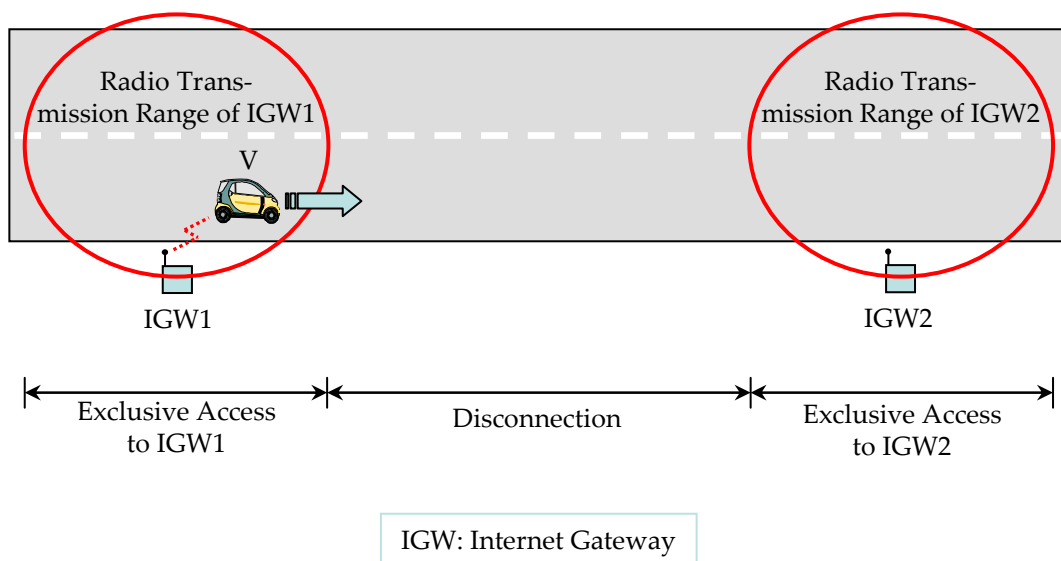 Radio Trans-
mission Range of IGW1
Radio Trans-
mission Range of IGW2
V
IGW1
IGW2
Exclusive Access
to IGW1
Disconnection
Exclusive Access
to IGW2
IGW: Internet Gateway